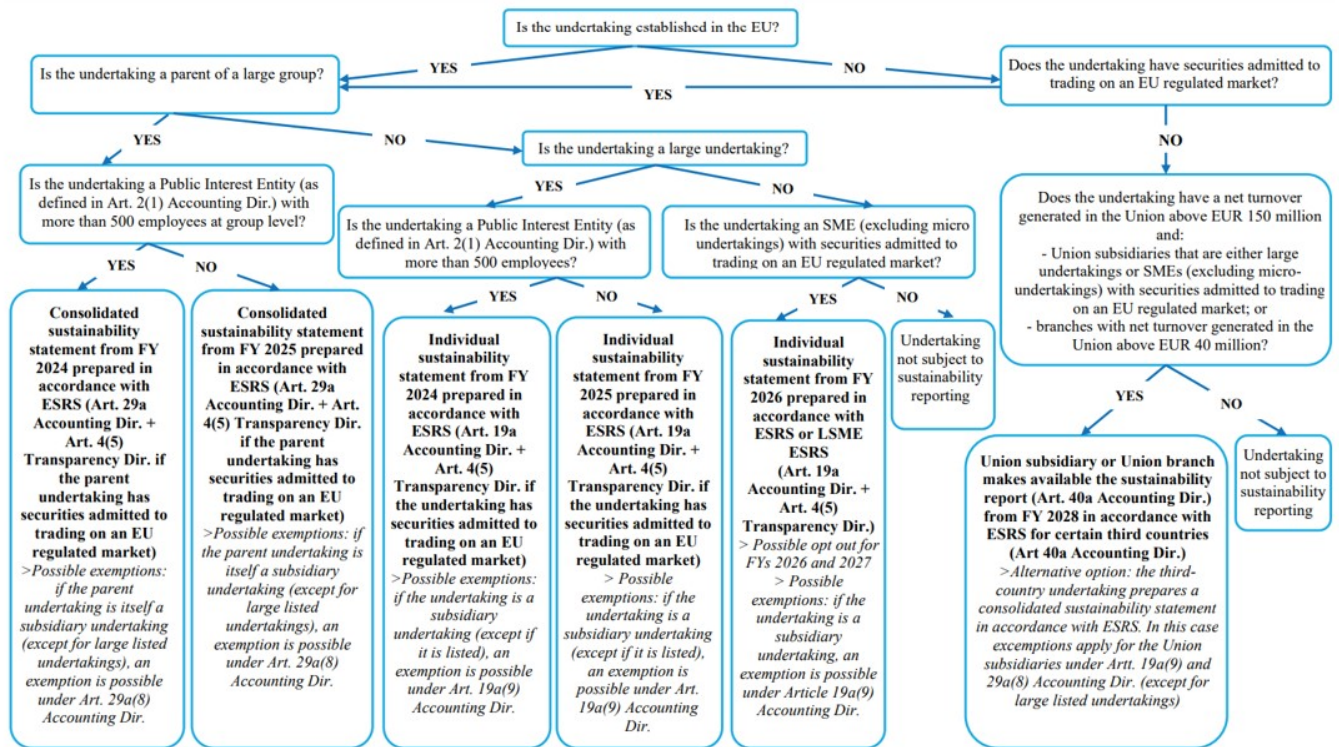 Is the undertaking established in the EU?
YES
NO
Is the undertaking a parent of a large group?
Does the undertaking have securities admitted to
trading on an EU regulated market?
YES
YES
NO
Is the undertaking a large undertaking?
NO
Is the undertaking a Public Interest Entity (as
defined in Art. 2(1) Accounting Dir.) with
more than 500 employees at group level?
YES
NO
Is the undertaking a Public Interest Entity (as
defined in Art. 2(1) Accounting Dir.) with
more than 500 employees?
Is the undertaking an SME (excluding micro
undertakings) with securities admitted to
trading on an EU regulated market?
Does the undertaking have a net turnover
generated in the Union above EUR 150 million
and:
- Union subsidiaries that are either large
undertakings or SMEs (excluding micro-
undertakings) with securities admitted to trading
on an EU regulated market; or
- branches with net turnover generated in the
Union above EUR 40 million?
YES
NO
YES
NO
YES
NO
YES
NO
Consolidated
sustainability
statement from FY
2024 prepared in
accordance with
ESRS (Art. 29a
Accounting Dir. +
Art. 4(5)
Transparency Dir. if
the parent
undertaking has
securities admitted to
trading on an EU
regulated market)
>Possible exemptions:
if the parent
undertaking is itself a
subsidiary undertaking
(except for large listed
undertakings), an
exemption is possible
under Art. 29a(8)
Accounting Dir.
Consolidated
sustainability statement
from FY 2025 prepared
in accordance with
ESRS (Art. 29a
Accounting Dir. + Art.
4(5) Transparency Dir.
if the parent
undertaking has
securities admitted to
trading on an EU
regulated market)
>Possible exemptions: if
the parent undertaking is
itself a subsidiary
undertaking (except for
large listed
undertakings), an
exemption is possible
under Art. 29a(8)
Accounting Dir.
Individual
sustainability
statement from FY
2024 prepared in
accordance with
ESRS (Art. 19a
Accounting Dir. +
Art. 4(5)
Transparency Dir. if
the undertaking has
securities admitted to
trading on an EU
regulated market)
>Possible exemptions:
if the undertaking is a
subsidiary
undertaking (except if
it is listed), an
exemption is possible
under Art. 19a(9)
Accounting Dir.
Individual
sustainability
statement from FY
2025 prepared in
accordance with
ESRS (Art. 19a
Accounting Dir. +
Art. 4(5)
Transparency Dir. if
the undertaking has
securities admitted to
trading on an EU
regulated market)
> Possible
exemptions: if the
undertaking is a
subsidiary undertaking
(except if it is listed),
an exemption is
possible under Art.
19a(9) Accounting
Dir.
Individual
sustainability
statement from FY
2026 prepared in
accordance with
ESRS or LSME
ESRS
(Art. 19a
Accounting Dir. +
Art. 4(5)
Transparency Dir.)
> Possible opt out for
FYs 2026 and 2027
> Possible
exemptions: if the
undertaking is a
subsidiary
undertaking, an
exemption is possible
under Article 19a(9)
Accounting Dir.
Undertaking
not subject to
sustainability
reporting
Union subsidiary or Union branch
makes available the sustainability
report (Art. 40a Accounting Dir.)
from FY 2028 in accordance with
ESRS for certain third countries
(Art 40a Accounting Dir.)
>Alternative option: the third-
country undertaking prepares a
consolidated sustainability statement
in accordance with ESRS. In this case
excemptions apply for the Union
subsidiaries under Artt. 19a(9) and
29a(8) Accounting Dir. (except for
large listed undertakings)
Undertaking
not subject to
sustainability
reporting